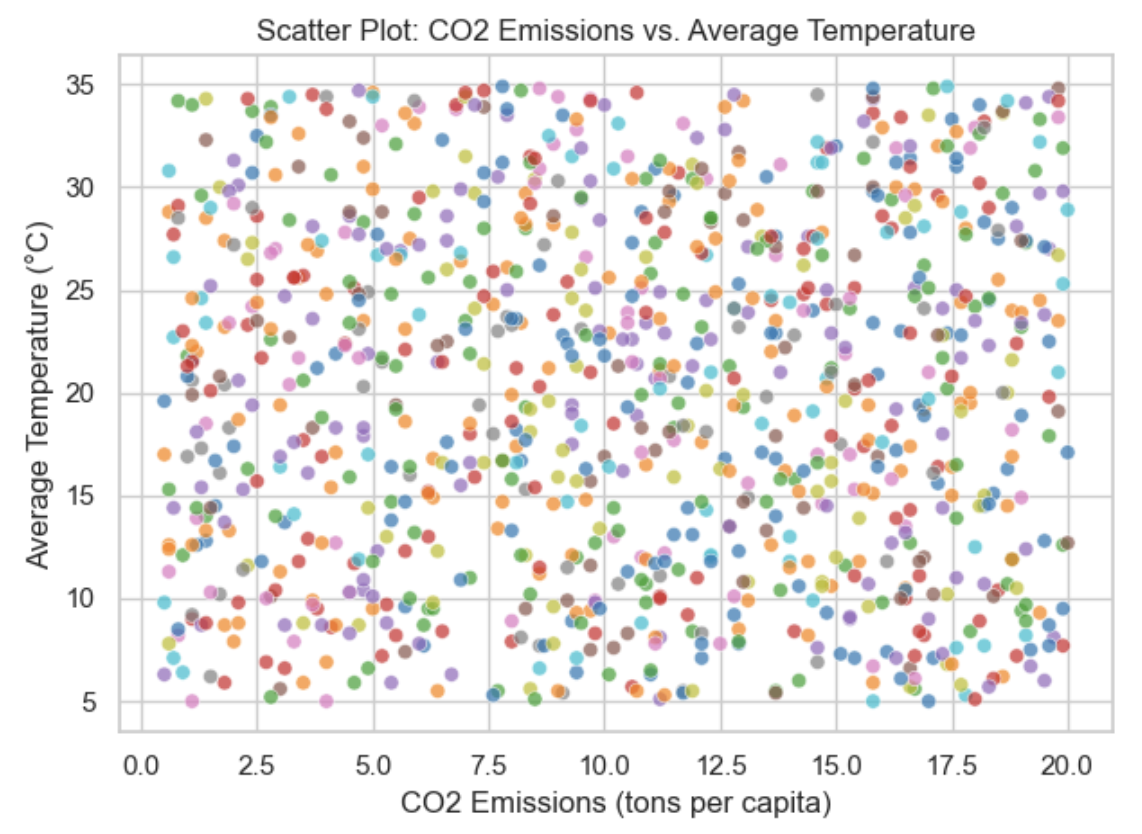 Scatter Plot: CO2 Emissions vs. Average Temperature
35
30
25
20
15
10
5
Average Temperature (°C)
0.0 2.5 5.0 7.5 10.0 12.5 15.0 17.5 20.0
CO2 Emissions (tons per capita)